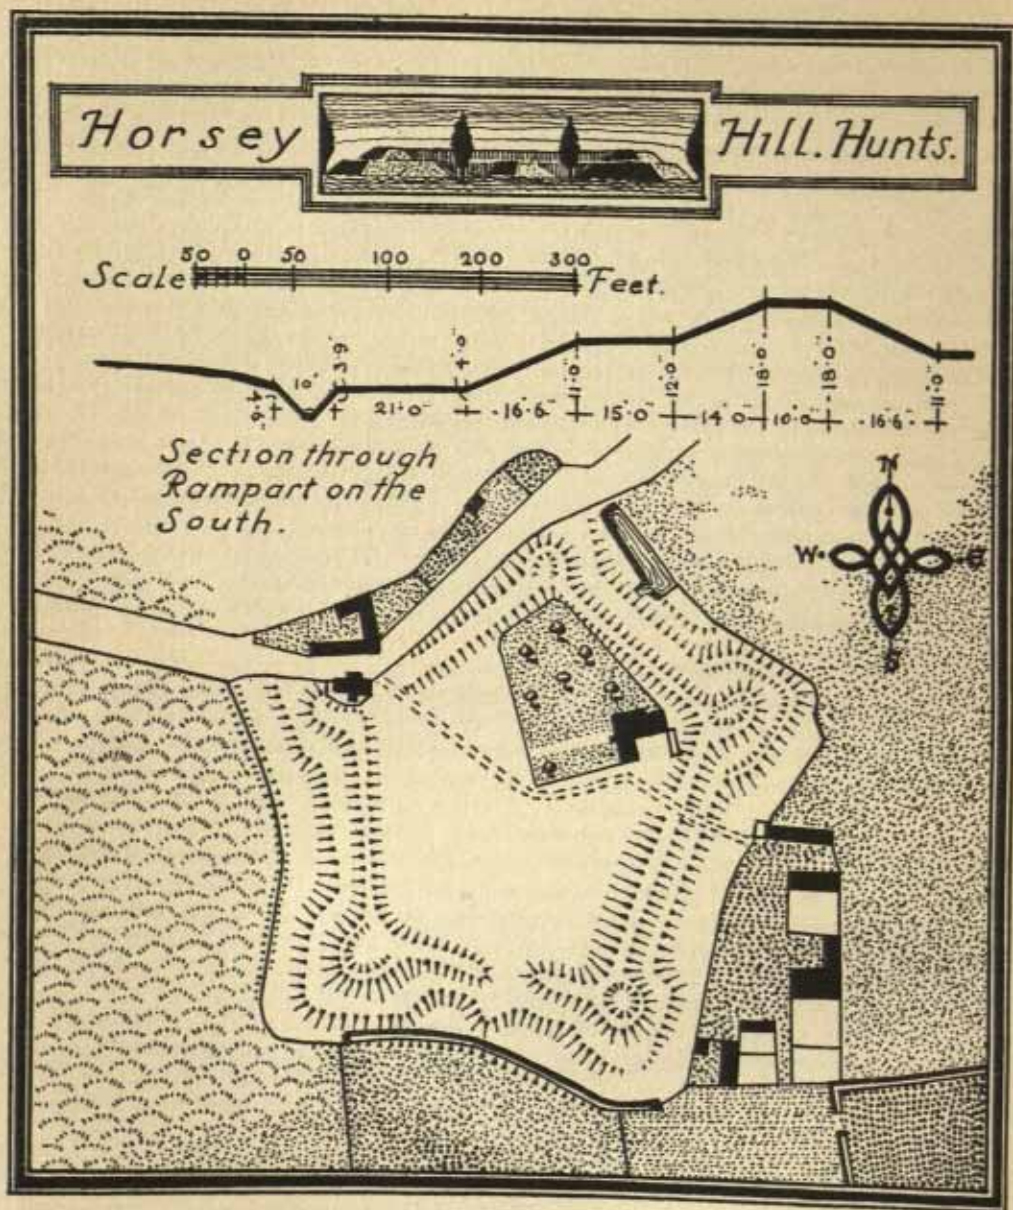 Horsey Hill. Hunts.
50 0 50 100 200 300
Scale Feet.
4'·6" 10' 3'·9" 21'·0" 4'·0" ·16'·6" 11'·0" 15'·0" 12'·0" 14'·0" 18'·0" 10'·0" 18'·0" ·16'·6" 11'·0"
Section through
Rampart on the
South.
N
W E
S